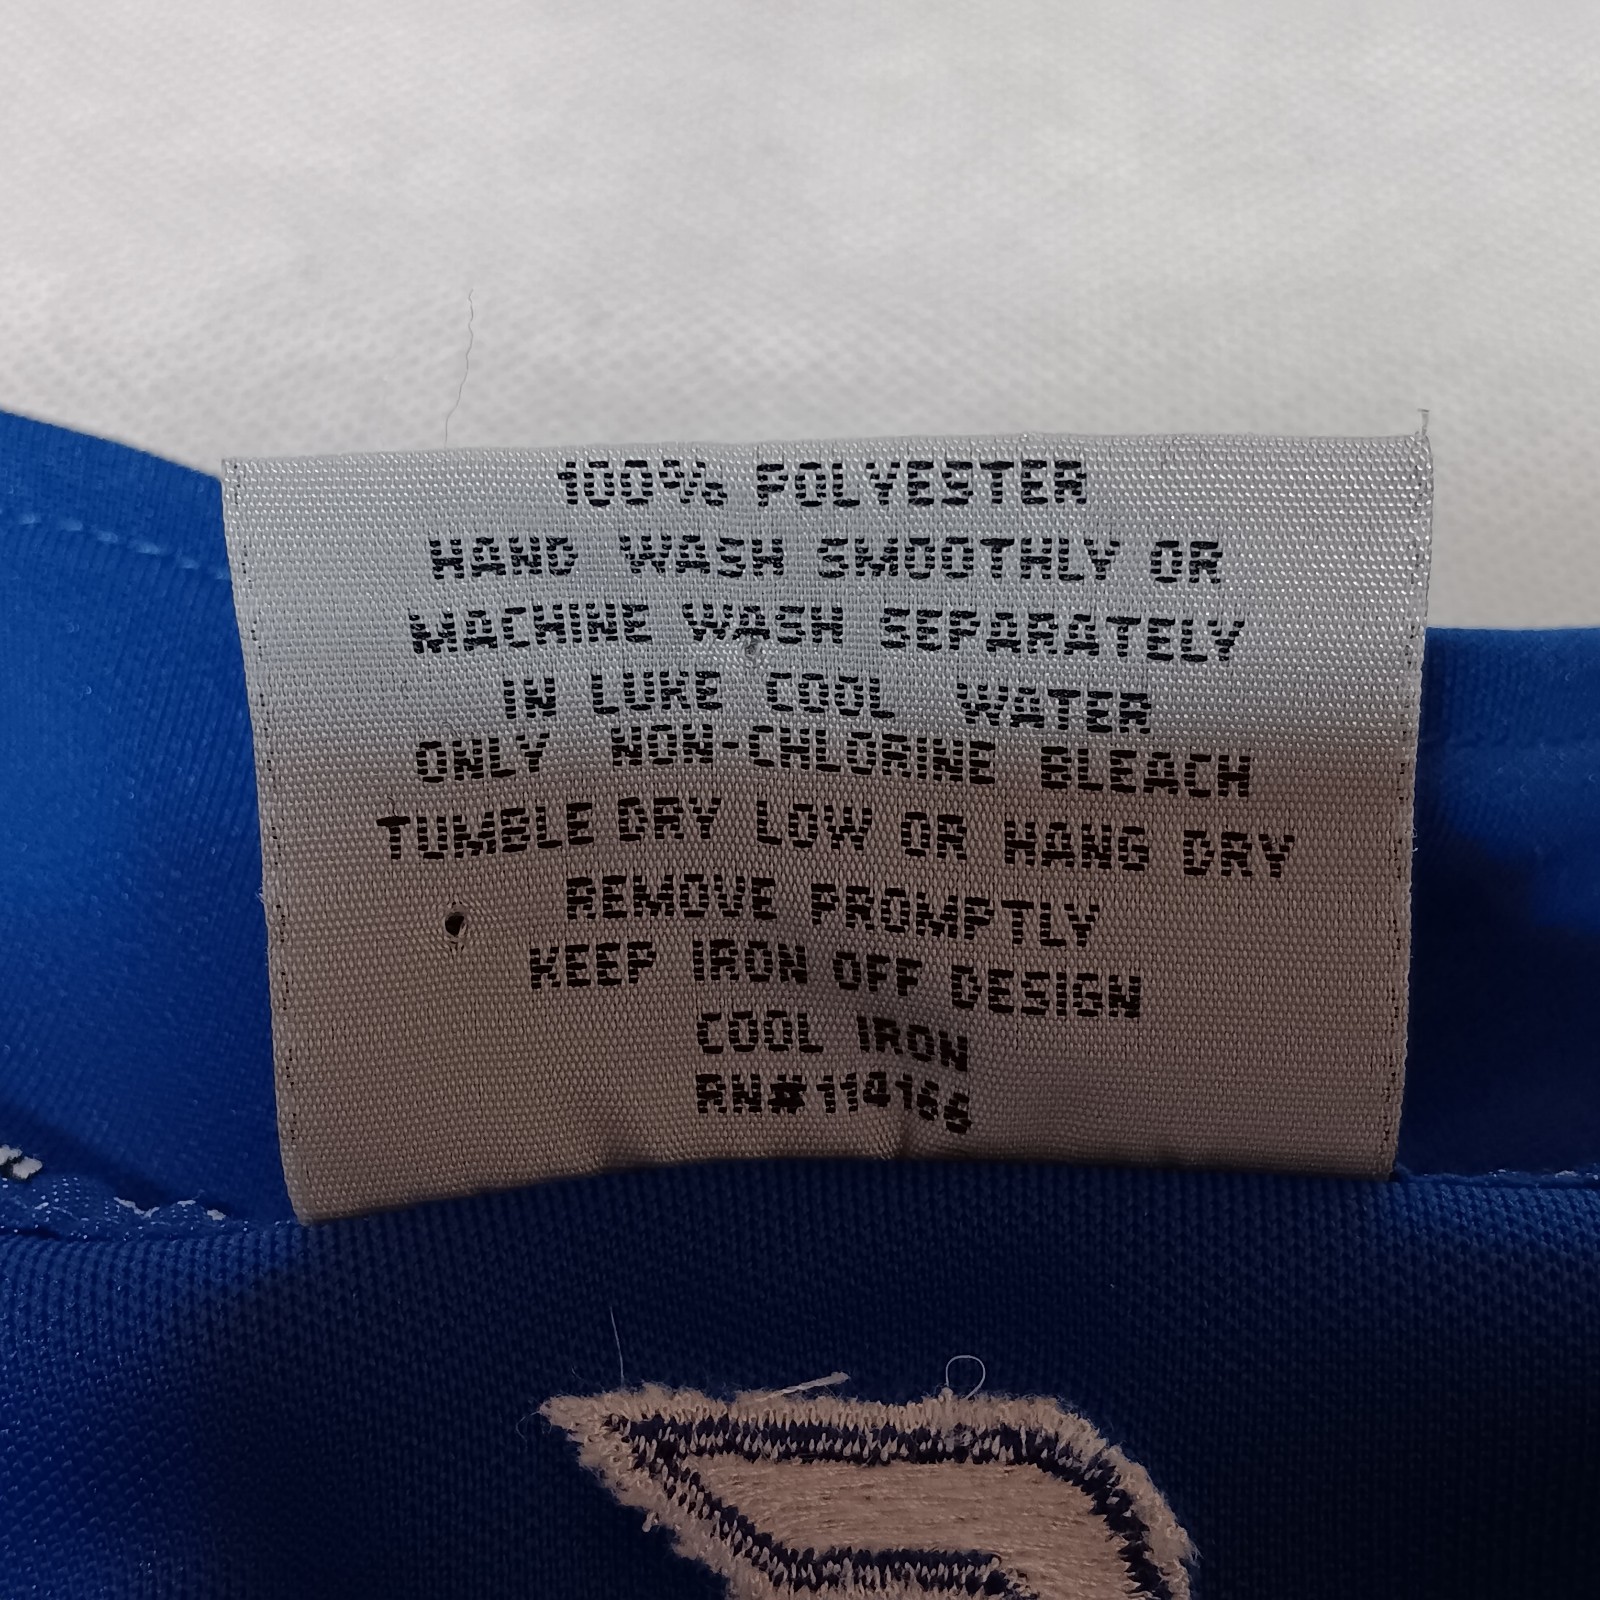 100% POLYESTER
HAND WASH SMOOTHLY OR
MACHINE WASH SEPARATELY
IN LUKE COOL WATER
ONLY NON-CHLORINE BLEACH
TUMBLE DRY LOW OR HANG DRY
REMOVE PROMPTLY
KEEP IRON OFF DESIGN
COOL IRON
RN#114166